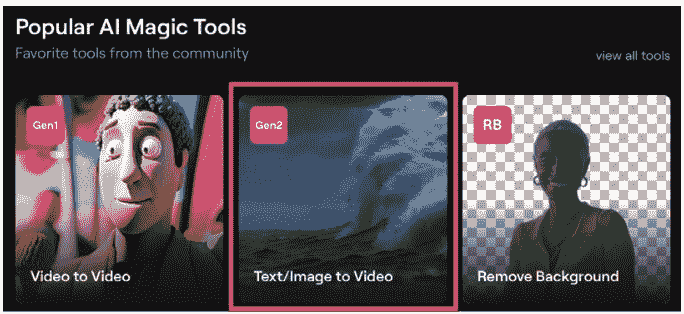 Popular AI Magic Tools
Favorite tools from the community
view all tools
Gen1
Gen2
RB
Video to Video
Text/Image to Video
Remove Background